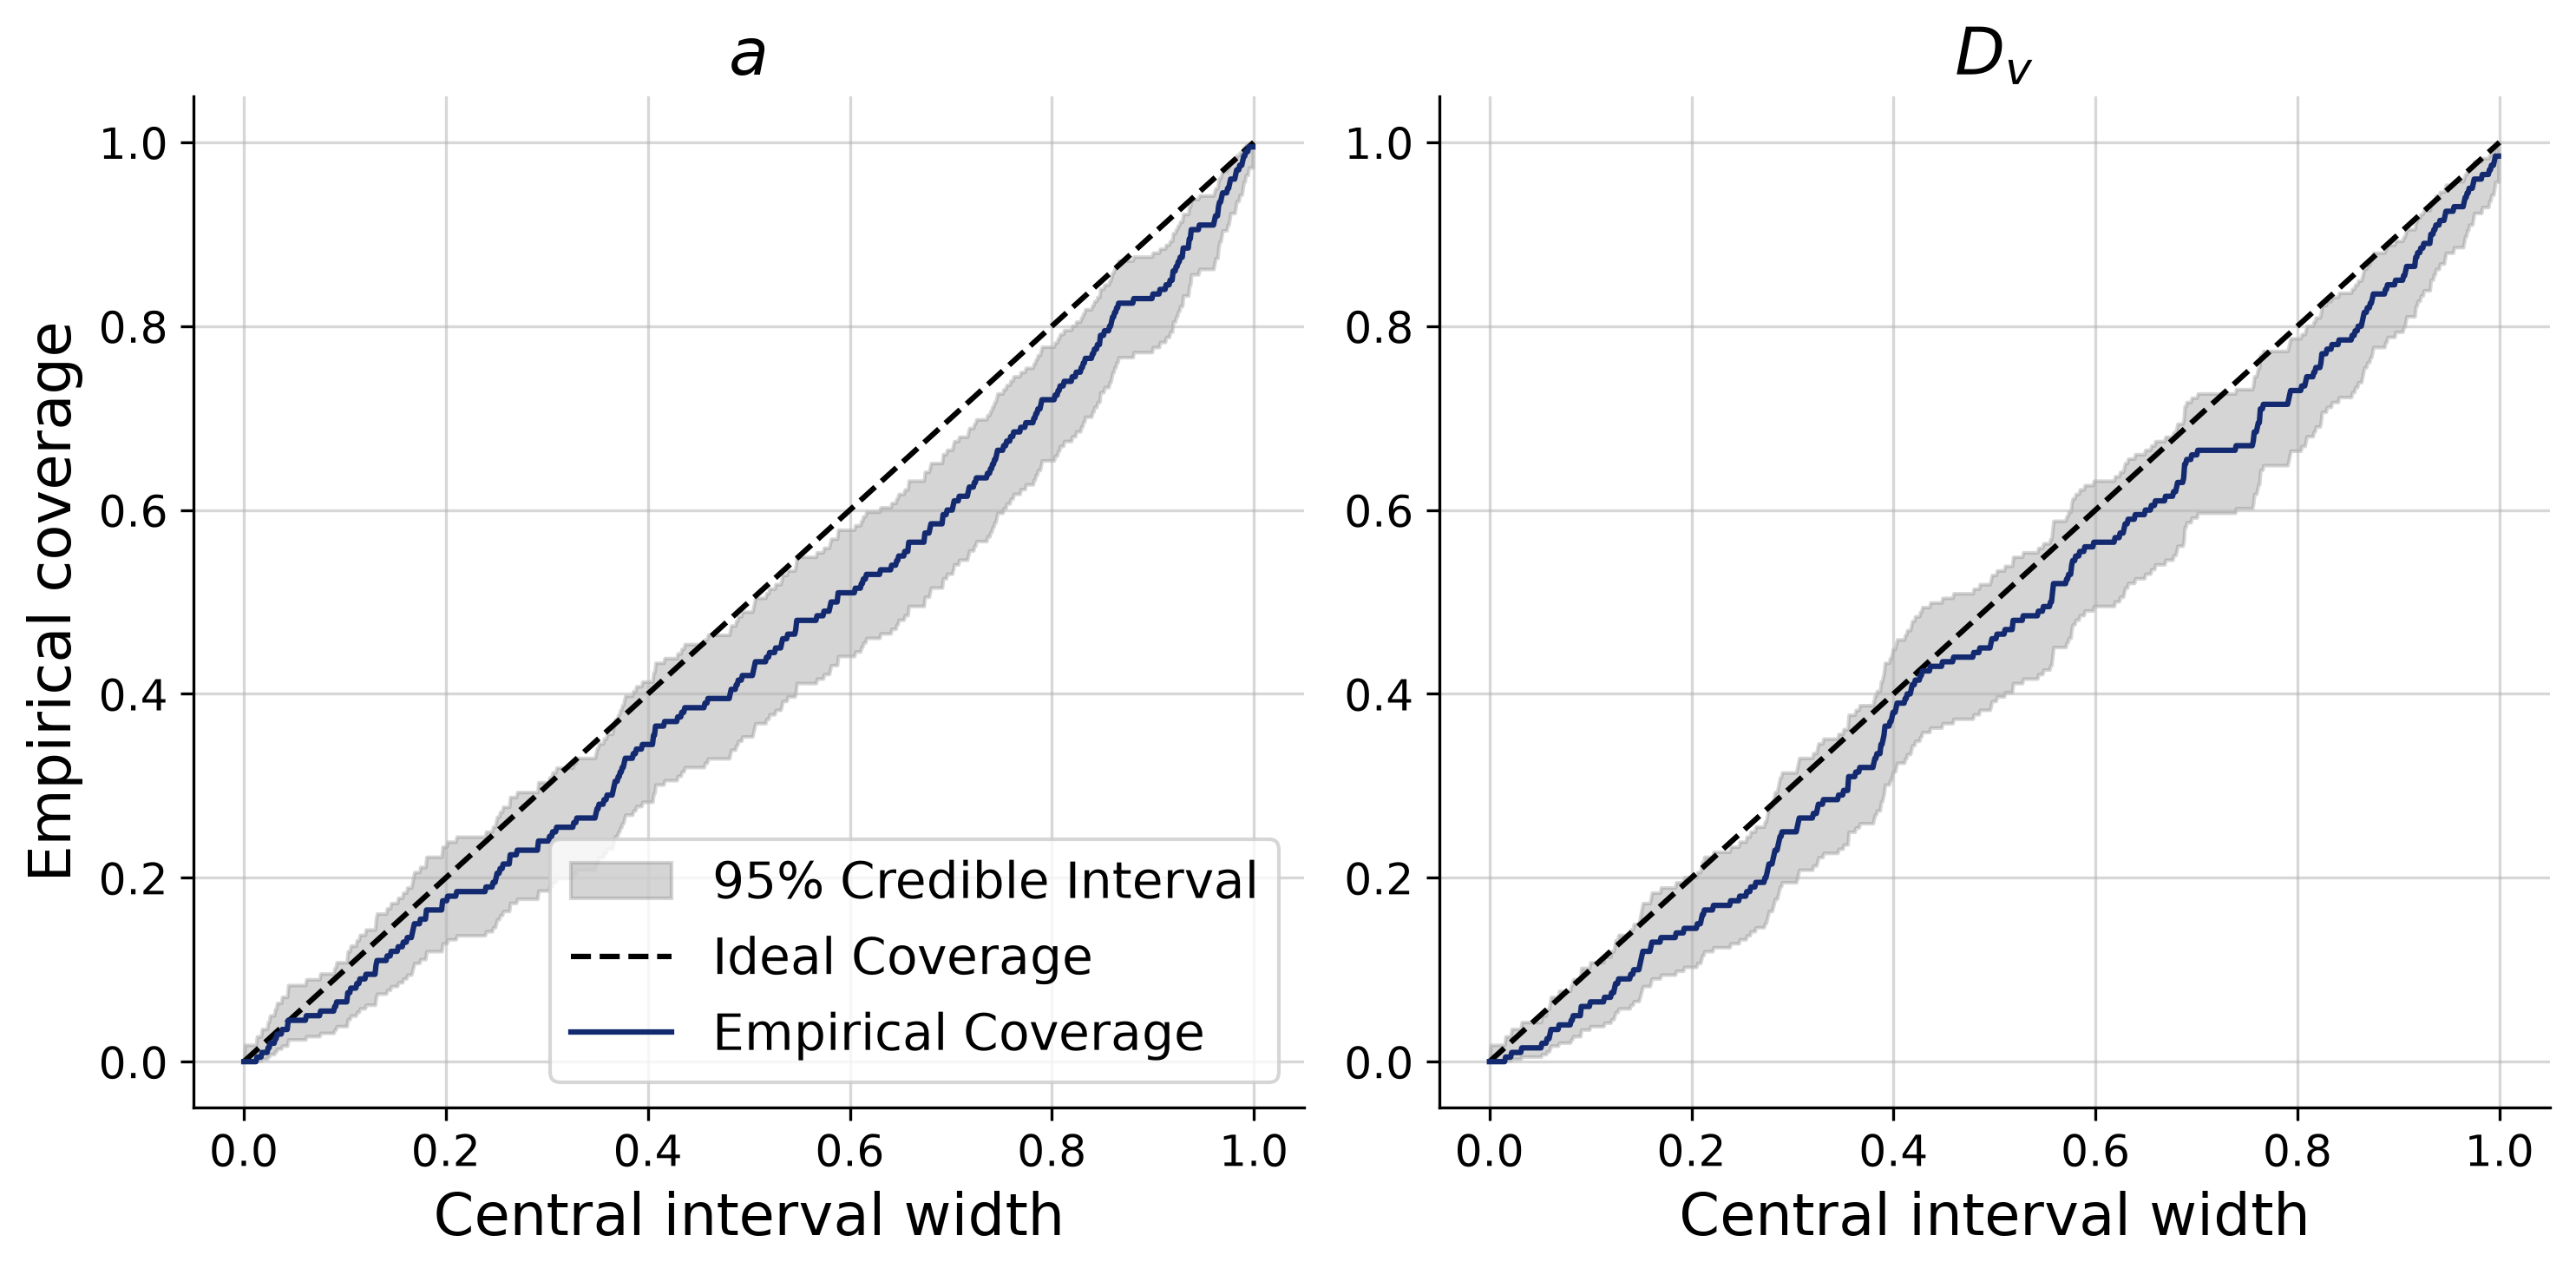 a
Empirical coverage
1.0
0.8
0.6
0.4
0.2
0.0
0.0 0.2 0.4 0.6 0.8 1.0
Central interval width
95% Credible Interval
Ideal Coverage
Empirical Coverage
D_v
1.0
0.8
0.6
0.4
0.2
0.0
0.0 0.2 0.4 0.6 0.8 1.0
Central interval width